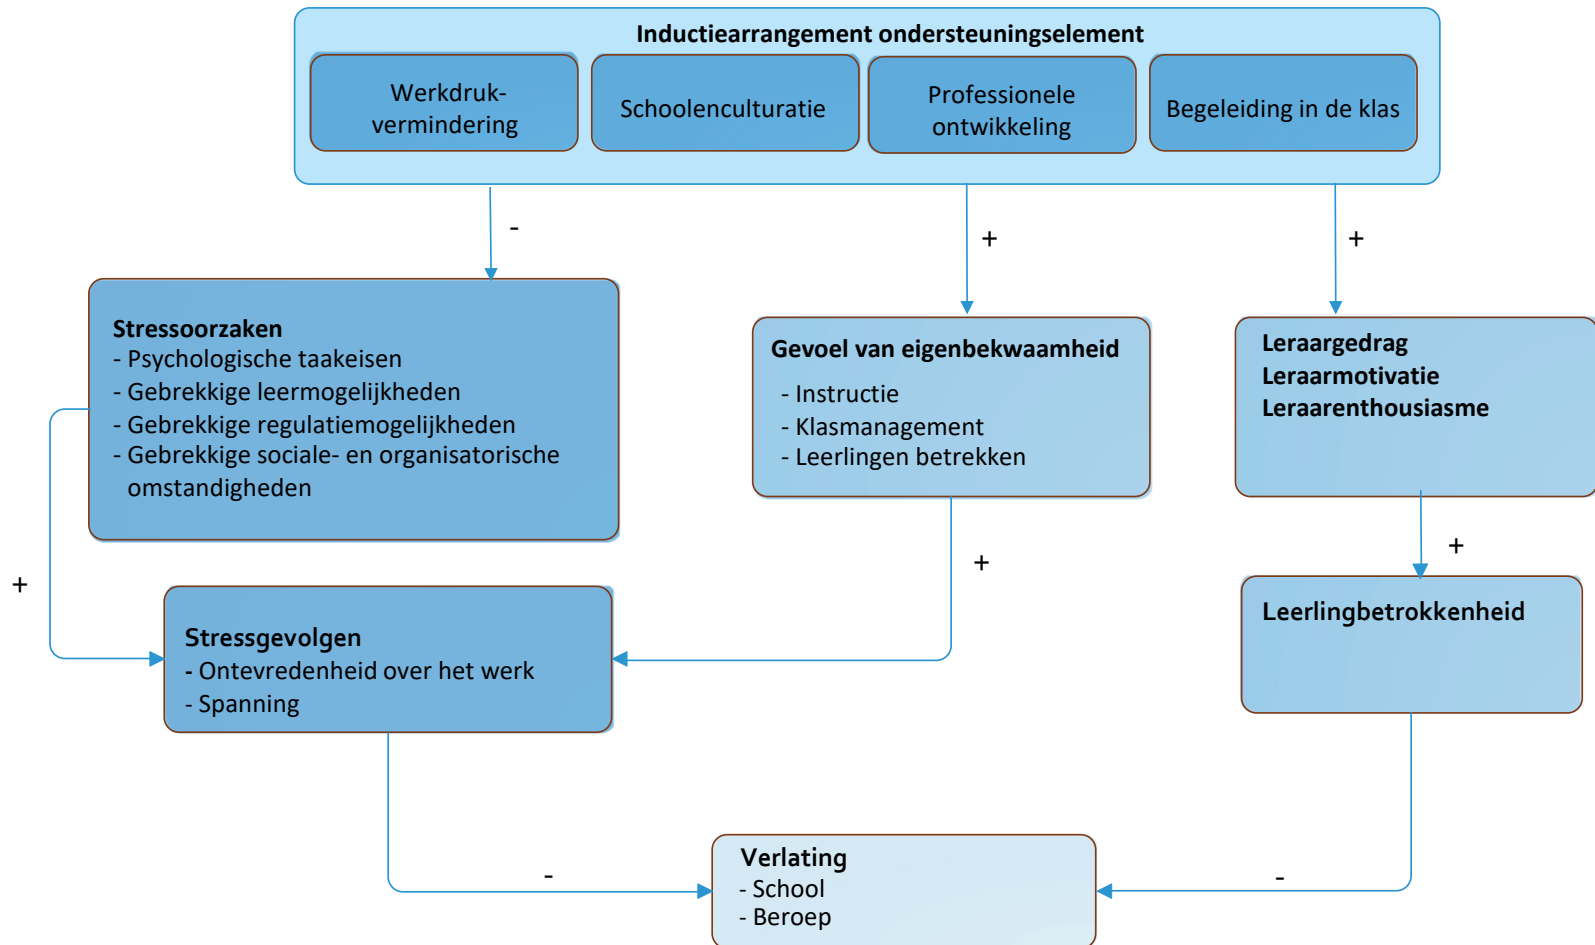 Inductiearrangement ondersteuningselement
Werkdruk-
vermindering
Schoolenculturatie
Professionele
ontwikkeling
Begeleiding in de klas
-
+
+
Stressoorzaken
- Psychologische taakeisen
- Gebrekkige leermogelijkheden
- Gebrekkige regulatiemogelijkheden
- Gebrekkige sociale- en organisatorische
omstandigheden
Gevoel van eigenbekwaamheid
- Instructie
- Klasmanagement
- Leerlingen betrekken
Leraargedrag
Leraarmotivatie
Leraarenthousiasme
+
+
+
Stressgevolgen
- Ontevredenheid over het werk
- Spanning
Leerlingbetrokkenheid
-
-
Verlating
- School
- Beroep